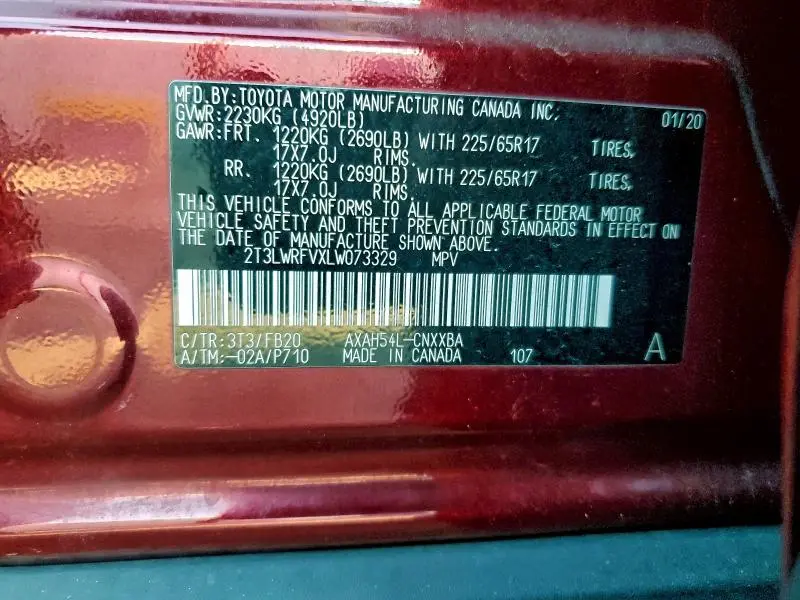 MFD.BY:TOYOTA MOTOR MANUFACTURING CANADA INC. 01/20
GVWR:2230KG (4920LB)
GAWR:FRT. 1220KG (2690LB) WITH 225/65R17 TIRES,
17X7.0J RIMS.
RR. 1220KG (2690LB) WITH 225/65R17 TIRES,
17X7.0J RIMS.
THIS VEHICLE CONFORMS TO ALL APPLICABLE FEDERAL MOTOR
VEHICLE SAFETY AND THEFT PREVENTION STANDARDS IN EFFECT ON
THE DATE OF MANUFACTURE SHOWN ABOVE.
2T3LWRFVXLW073329 MPV
C/TR:3T3/FB20 AXAH54L-CNXXBA
A/TM:-02A/P710 MADE IN CANADA 107 A